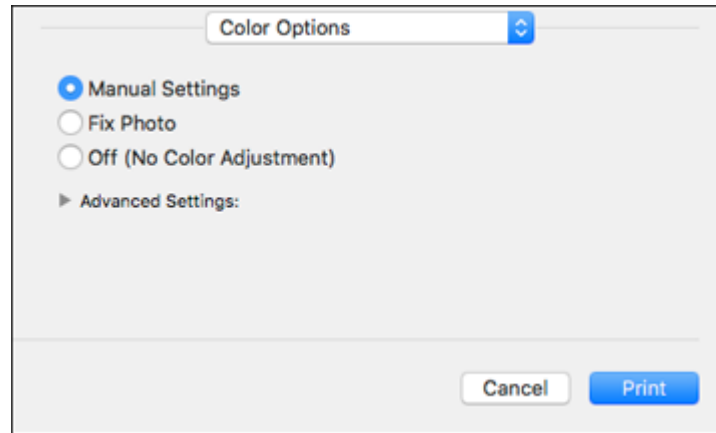 Color Options
Manual Settings
Fix Photo
Off (No Color Adjustment)
Advanced Settings:
Cancel Print